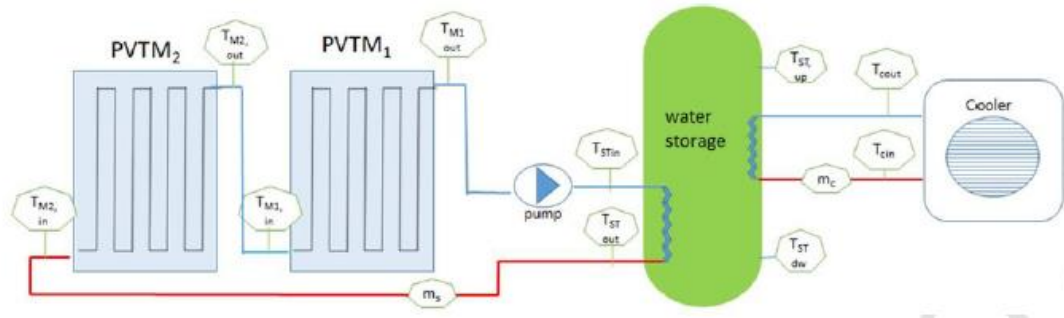 PVTM2
TM2,
out
PVTM1
TM1
out
TST,
up
Tcout
water
storage
Cooler
TSTin
Tcin
TM2,
in
TM1,
in
pump
mc
TST
out
TST
dw
ms